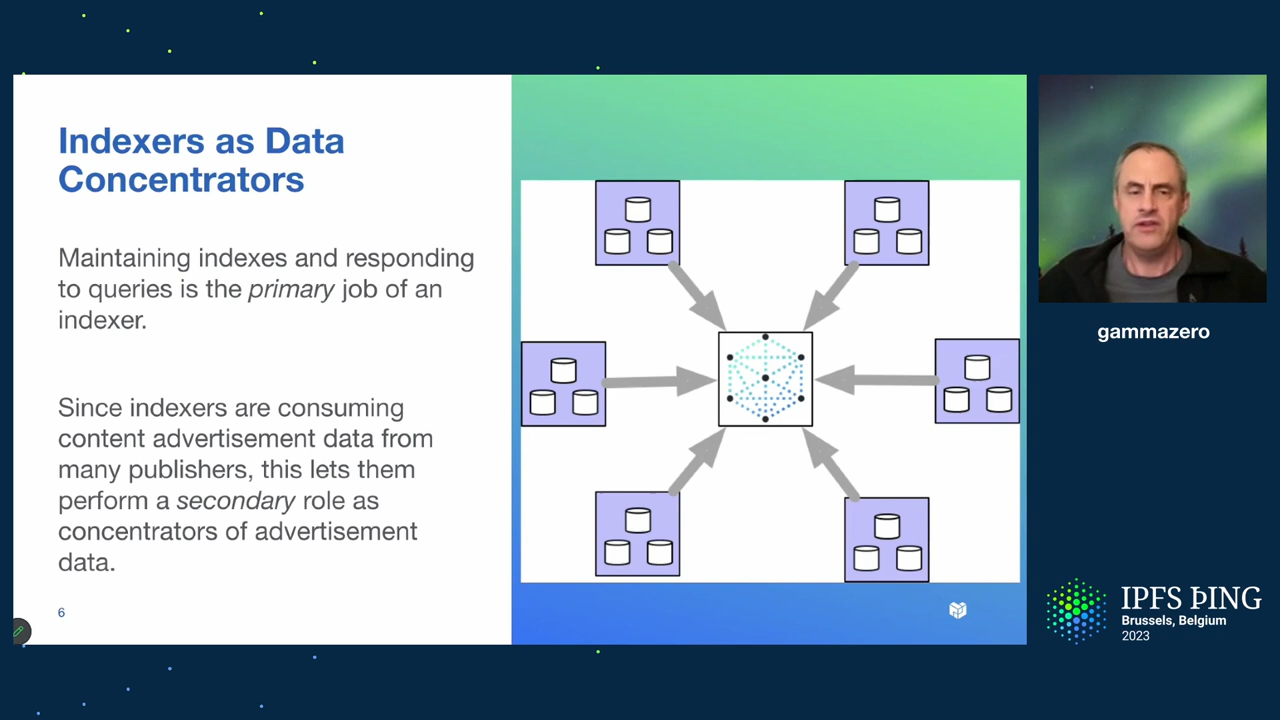 Indexers as Data
Concentrators
Maintaining indexes and responding
to queries is the primary job of an
indexer.
Since indexers are consuming
content advertisement data from
many publishers, this lets them
perform a secondary role as
concentrators of advertisement
data.
6
gammazero
IPFS ÞING
Brussels, Belgium
2023